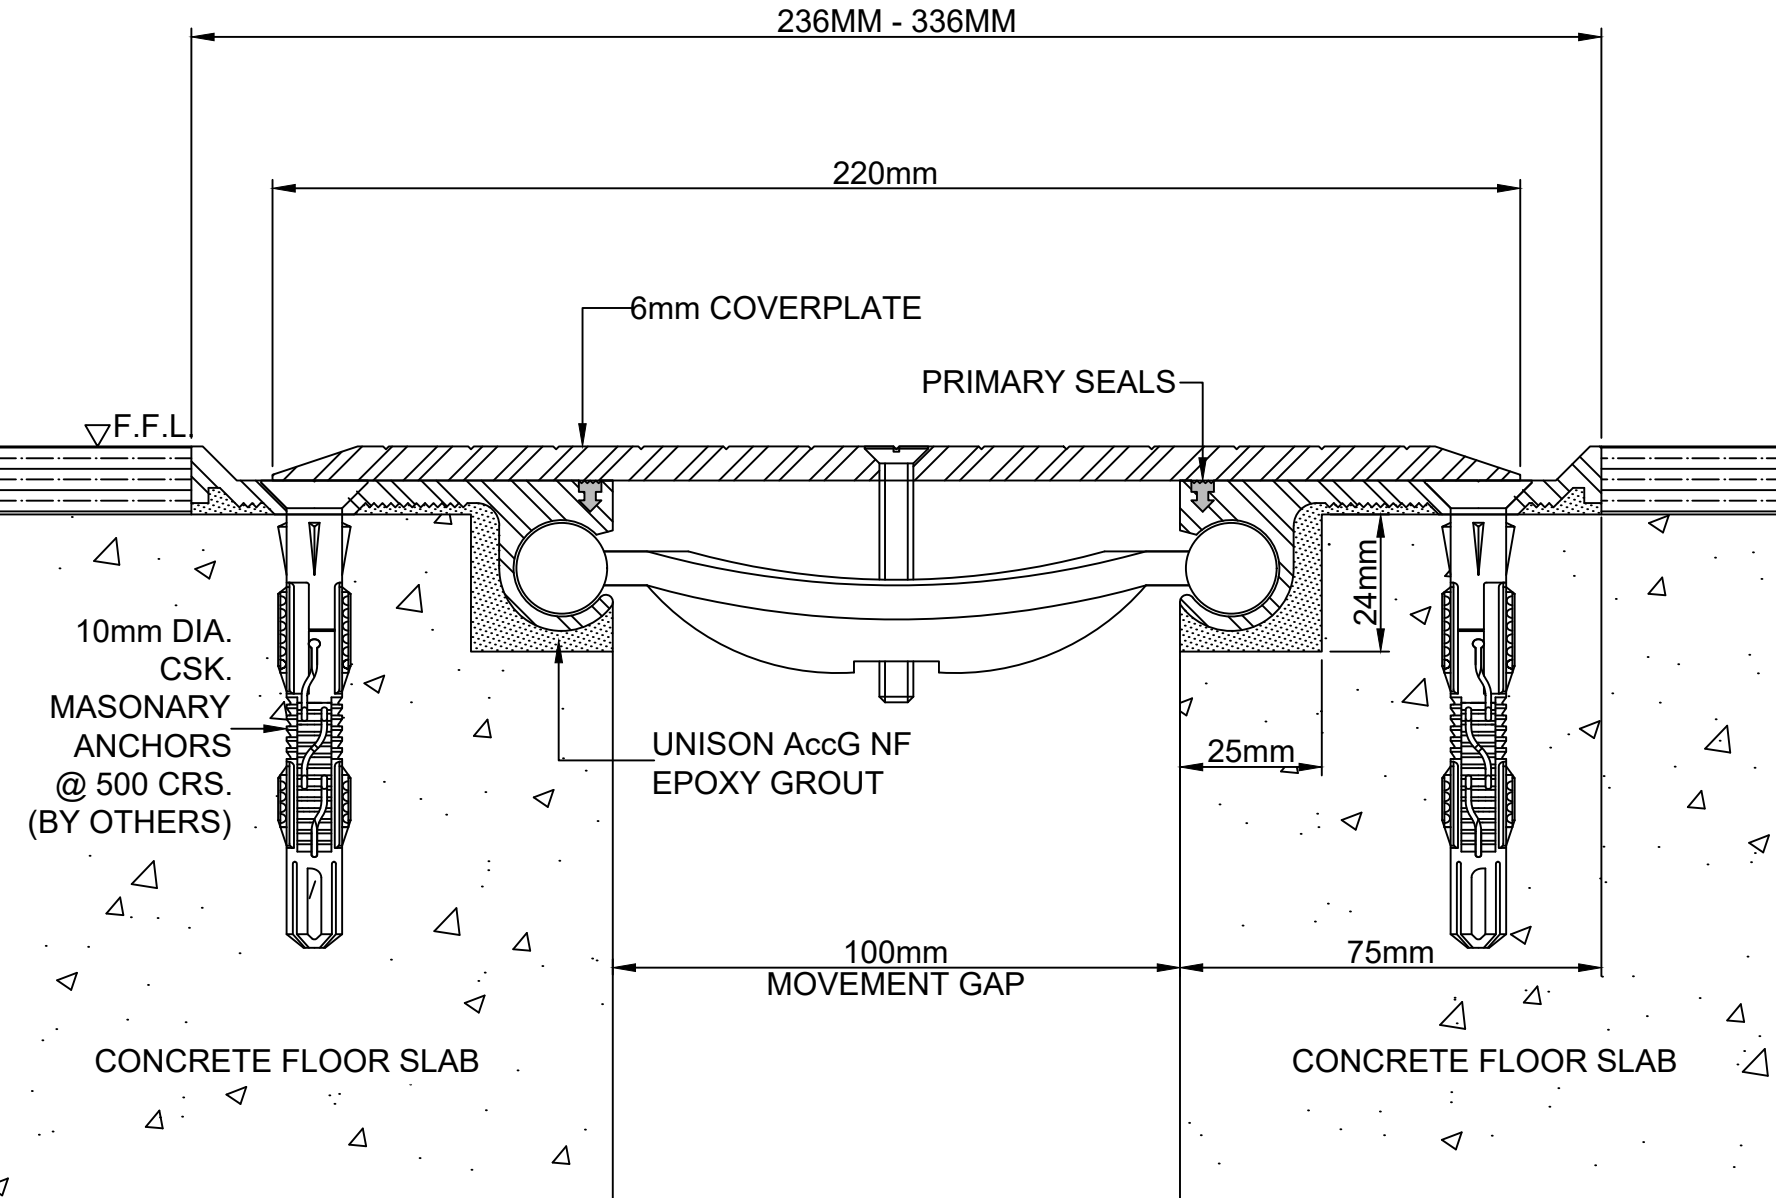 236MM - 336MM
220mm
6mm COVERPLATE
PRIMARY SEALS
F.F.L.
24mm
10mm DIA.
CSK.
MASONARY
ANCHORS
@ 500 CRS.
(BY OTHERS)
UNISON AccG NF
EPOXY GROUT
25mm
100mm
MOVEMENT GAP
75mm
CONCRETE FLOOR SLAB
CONCRETE FLOOR SLAB